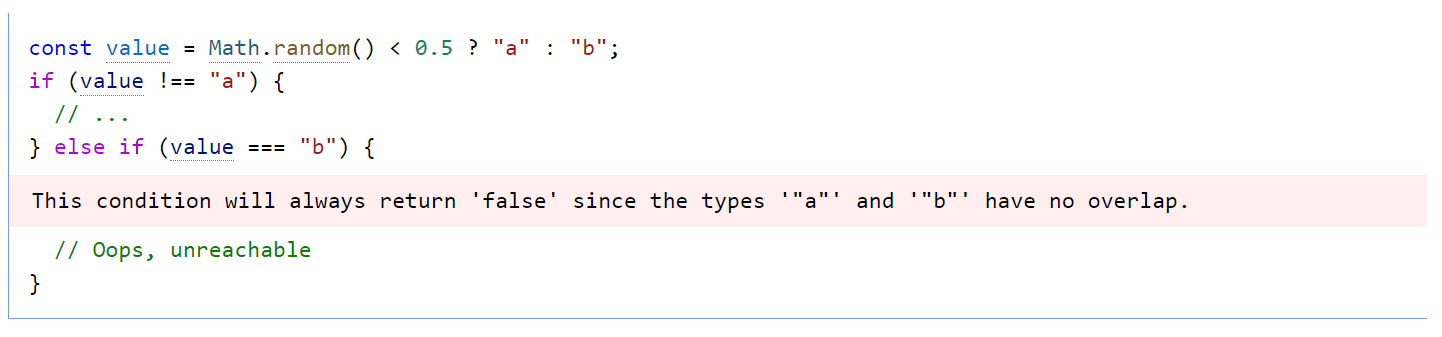 const value = Math.random() < 0.5 ? "a" : "b";
if (value !== "a") {
  // ...
} else if (value === "b") {
This condition will always return 'false' since the types '"a"' and '"b"' have no overlap.
  // Oops, unreachable
}